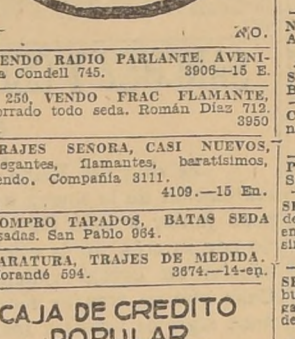 NO.
ENDO RADIO PARLANTE, AVENI-
a Condell 745. 3906—15 E.
250, VENDO FRAC FLAMANTE,
orrado todo seda. Román Díaz 712.
3950
RAJES SEÑORA, CASI NUEVOS,
egantes, flamantes, baratísimos,
endo. Compañía 3111.
4109.—15 En.
OMPRO TAPADOS, BATAS SEDA
sadas. San Pablo 964.
ARATURA, TRAJES DE MEDIDA.
orandé 594. 3674.—14-en.
CAJA DE CREDITO
POPULAR